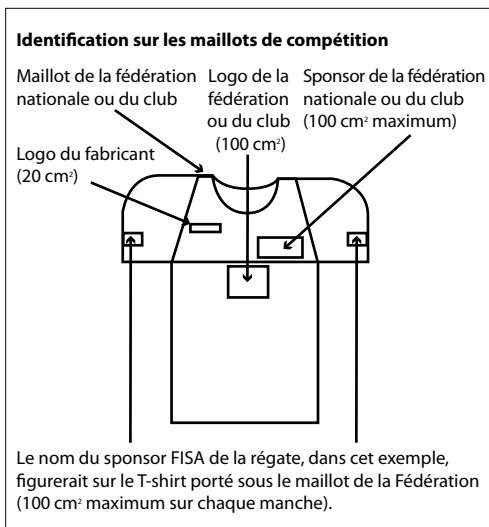 Identification sur les maillots de compétition
Maillot de la fédération
nationale ou du club
Logo de la
fédération
ou du club
(100 cm²)
Sponsor de la fédération
nationale ou du club
(100 cm² maximum)
Logo du fabricant
(20 cm²)
Le nom du sponsor FISA de la régate, dans cet exemple,
figurerait sur le T-shirt porté sous le maillot de la Fédération
(100 cm² maximum sur chaque manche).